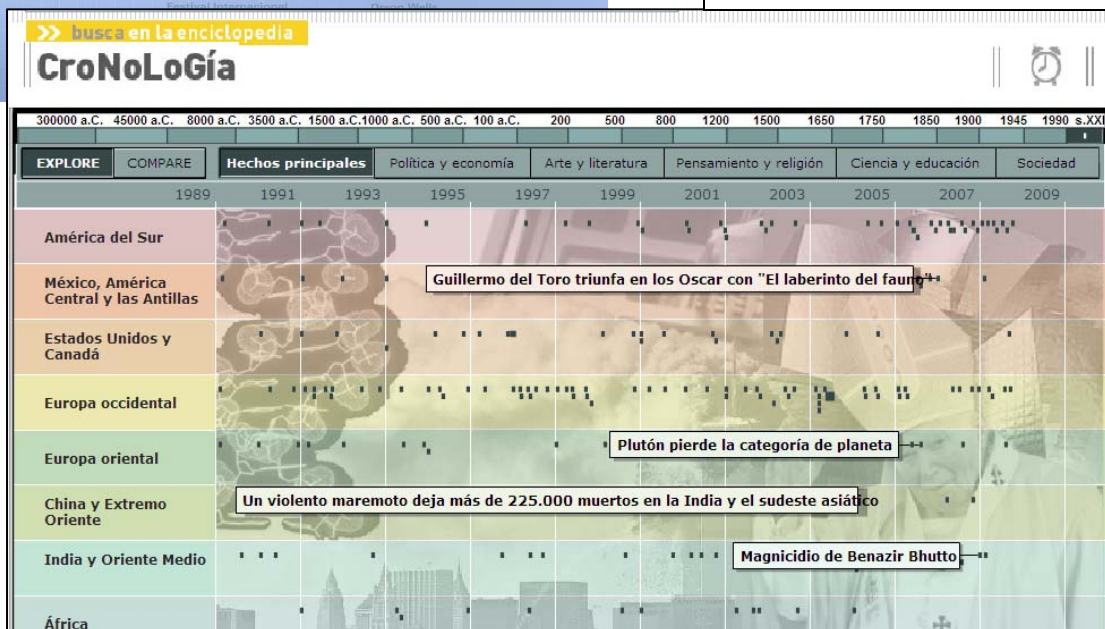 Festival Internacional Orson Wells
>> busca en la enciclopedia
CroNoLoGía
300000 a.C. 45000 a.C. 8000 a.C. 3500 a.C. 1500 a.C. 1000 a.C. 500 a.C. 100 a.C. 200 500 800 1200 1500 1650 1750 1850 1900 1945 1990 s.XXI
EXPLORE COMPARE Hechos principales Política y economía Arte y literatura Pensamiento y religión Ciencia y educación Sociedad
1989 1991 1993 1995 1997 1999 2001 2003 2005 2007 2009
América del Sur
México, América
Central y las Antillas
Guillermo del Toro triunfa en los Oscar con "El laberinto del fauno"
Estados Unidos y
Canadá
Europa occidental
Europa oriental
Plutón pierde la categoría de planeta
China y Extremo
Oriente
Un violento maremoto deja más de 225.000 muertos en la India y el sudeste asiático
India y Oriente Medio
Magnicidio de Benazir Bhutto
África